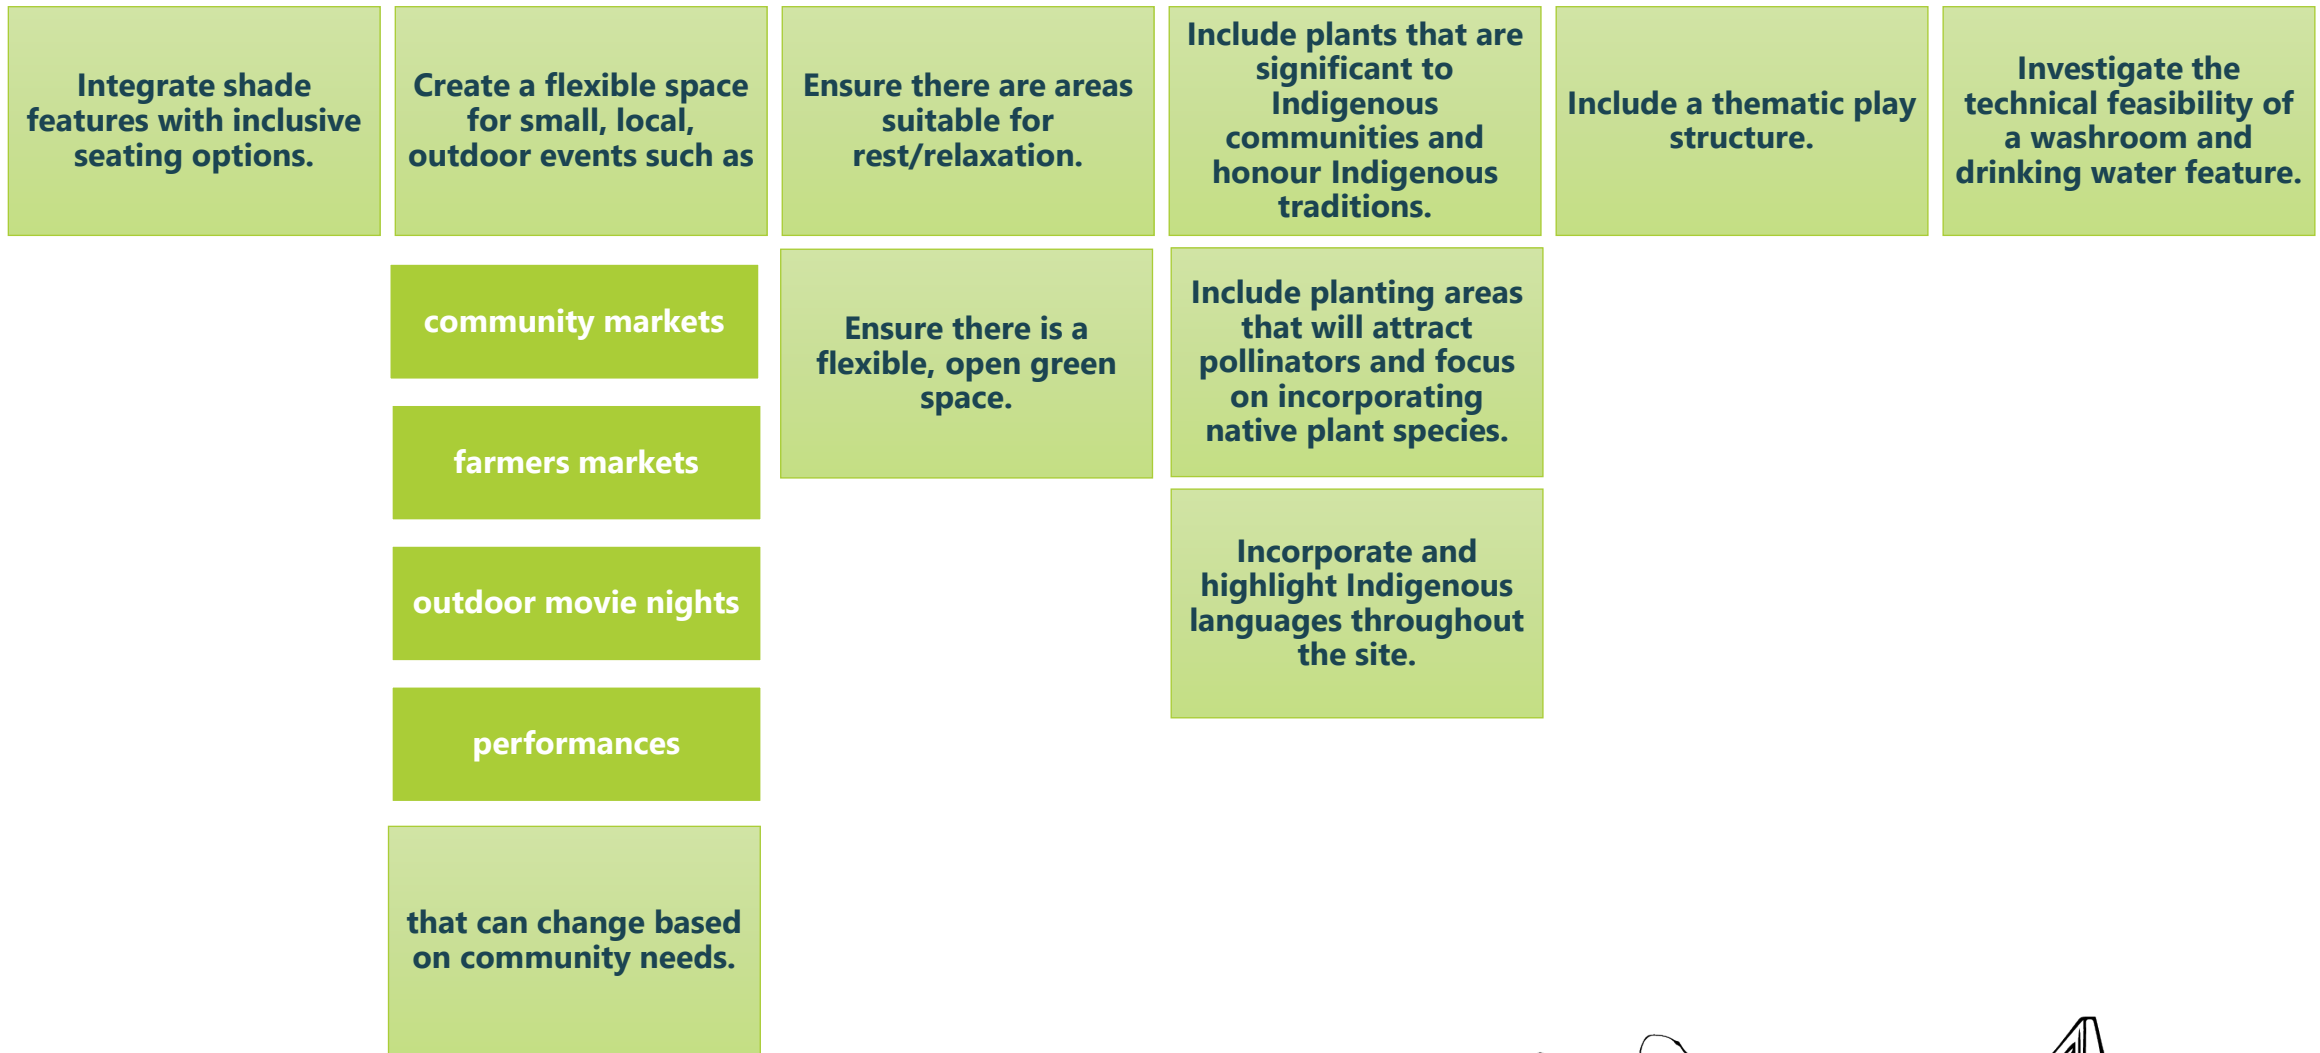 Integrate shade
features with inclusive
seating options.
Create a flexible space
for small, local,
outdoor events such as
community markets
farmers markets
outdoor movie nights
performances
that can change based
on community needs.
Ensure there are areas
suitable for
rest/relaxation.
Ensure there is a
flexible, open green
space.
Include plants that are
significant to
Indigenous
communities and
honour Indigenous
traditions.
Include planting areas
that will attract
pollinators and focus
on incorporating
native plant species.
Incorporate and
highlight Indigenous
languages throughout
the site.
Include a thematic play
structure.
Investigate the
technical feasibility of
a washroom and
drinking water feature.